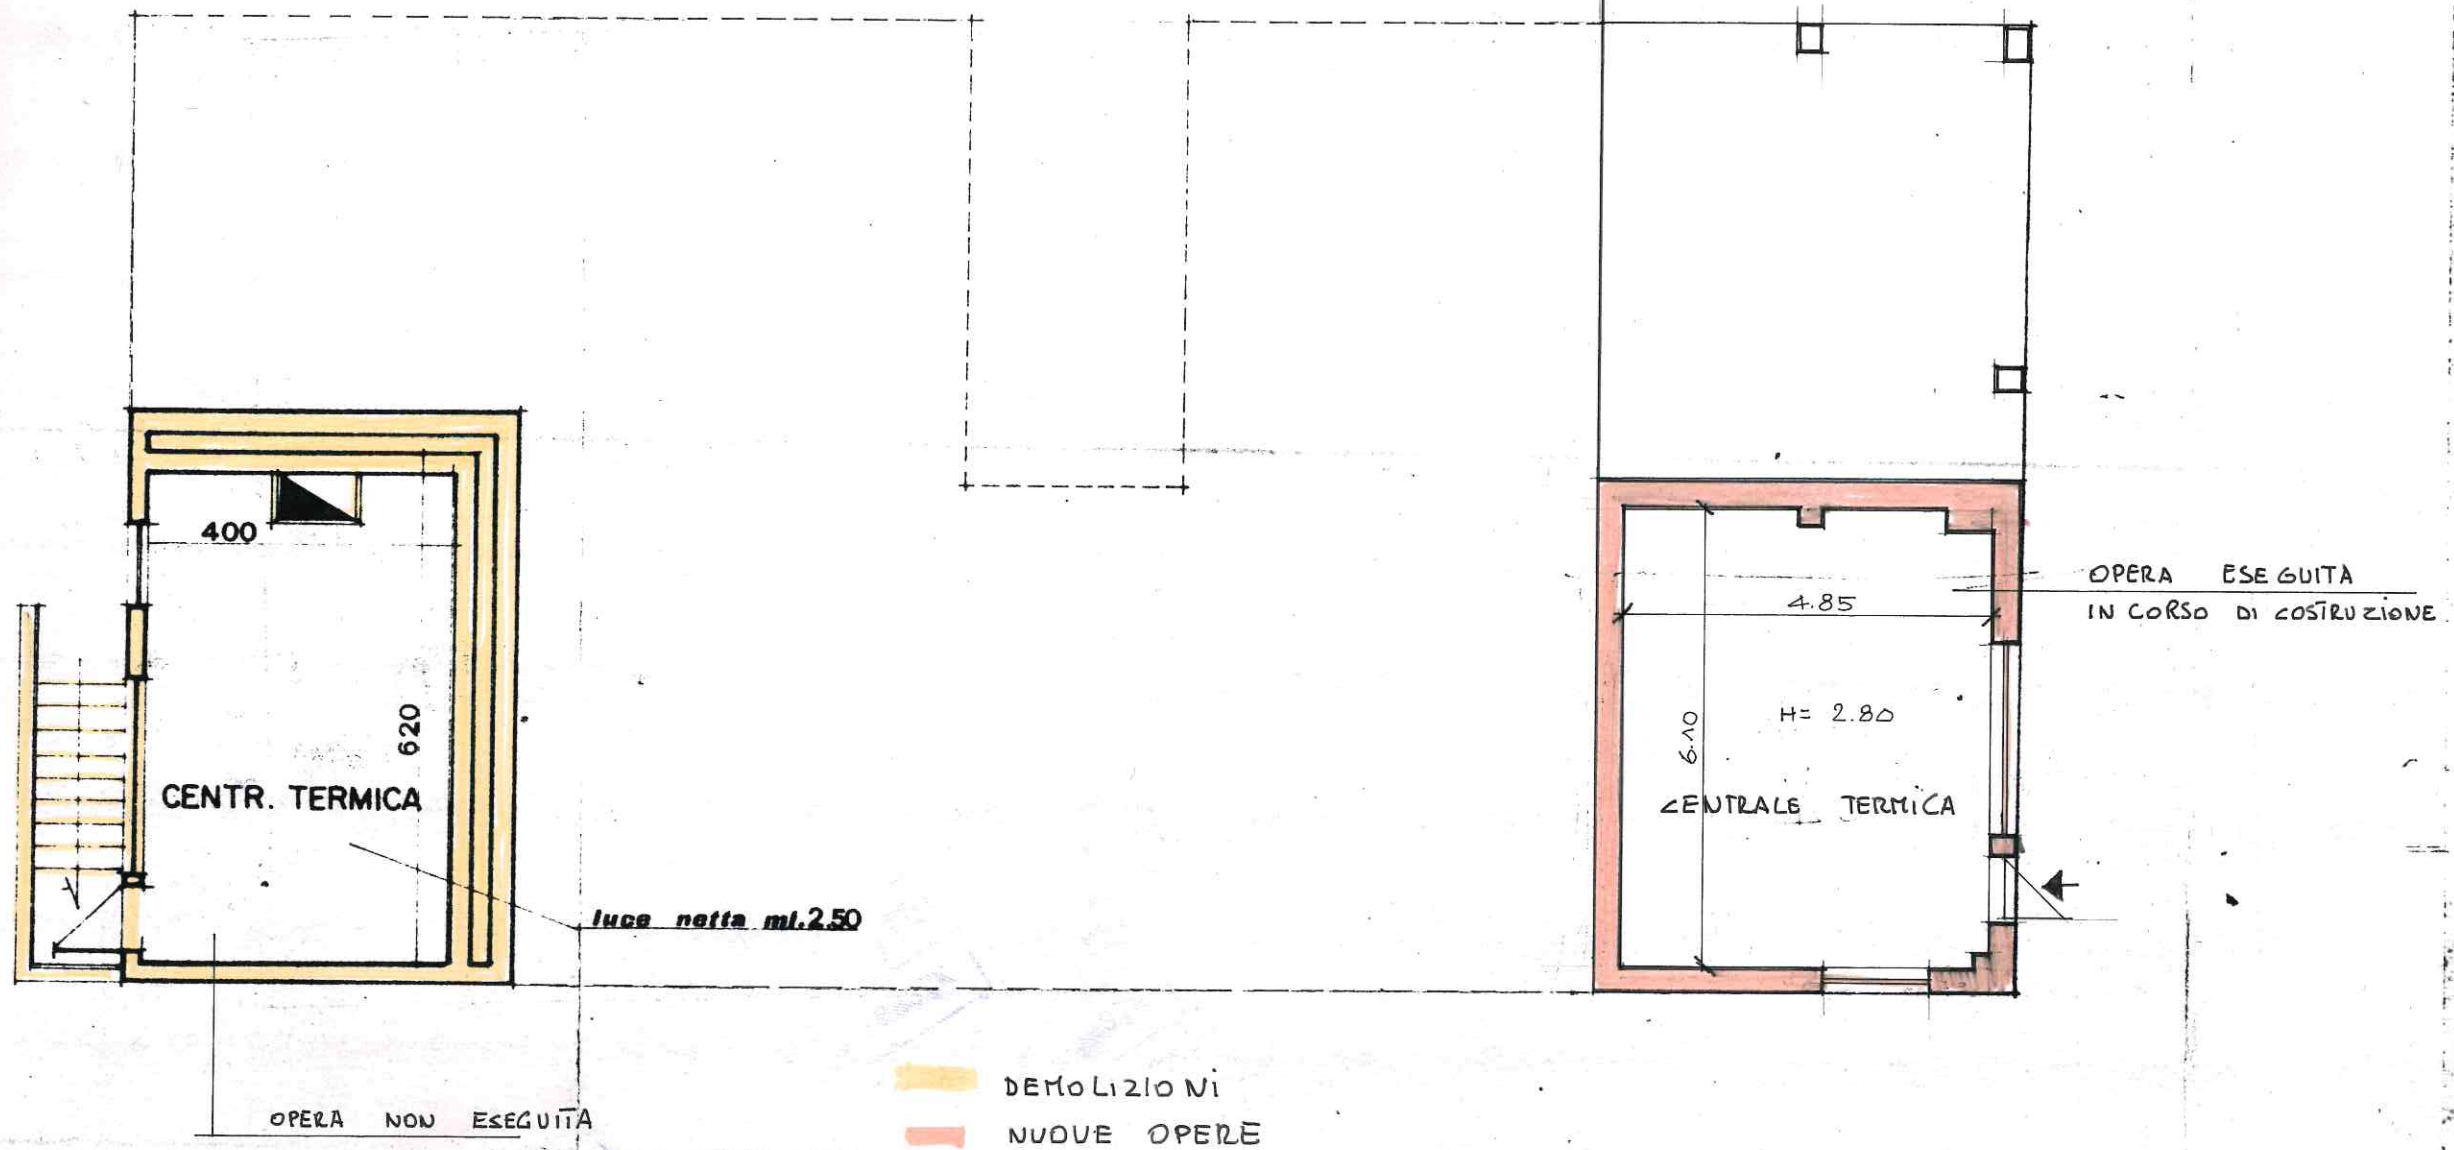 400
620
CENTR. TERMICA
luce netta ml.2.50
OPERA NON ESEGUITA
OPERA ESEGUITA
IN CORSO DI COSTRUZIONE
4.85
6.10
H= 2.80
CENTRALE TERMICA
DEMOLIZIONI
NUOVE OPERE